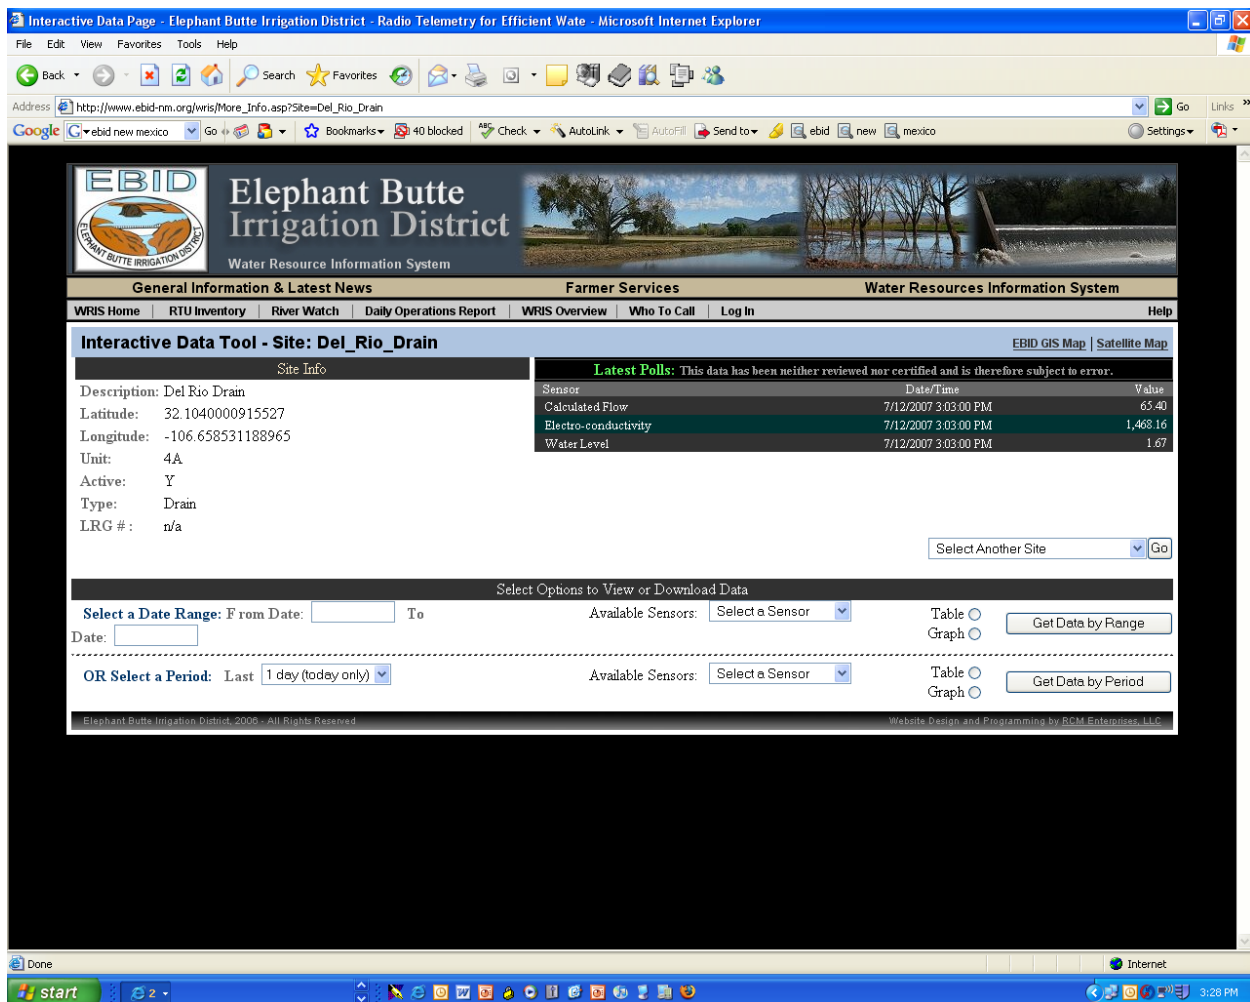 Interactive Data Page - Elephant Butte Irrigation District - Radio Telemetry for Efficient Wate - Microsoft Internet Explorer
File Edit View Favorites Tools Help
Back Search Favorites
Address http://www.ebid-nm.org/wris/More_Info.asp?Site=Del_Rio_Drain Go Links »
Google G ebid new mexico Go Bookmarks 40 blocked ABC Check AutoLink AutoFill Send to ebid new mexico Settings
EBID
ELEPHANT BUTTE IRRIGATION DISTRICT
Elephant Butte
Irrigation District
Water Resource Information System
General Information & Latest News Farmer Services Water Resources Information System
WRIS Home | RTU Inventory | River Watch | Daily Operations Report | WRIS Overview | Who To Call | Log In Help
Interactive Data Tool - Site: Del_Rio_Drain EBID GIS Map | Satellite Map
Site Info
Description: Del Rio Drain
Latitude: 32.1040000915527
Longitude: -106.658531188965
Unit: 4A
Active: Y
Type: Drain
LRG # : n/a
Latest Polls: This data has been neither reviewed nor certified and is therefore subject to error.
Sensor Date/Time Value
Calculated Flow 7/12/2007 3:03:00 PM 65.40
Electro-conductivity 7/12/2007 3:03:00 PM 1,468.16
Water Level 7/12/2007 3:03:00 PM 1.67
Select Another Site Go
Select Options to View or Download Data
Select a Date Range: From Date: To
Date:
Available Sensors: Select a Sensor Table
Graph
Get Data by Range
OR Select a Period: Last 1 day (today only) Available Sensors: Select a Sensor Table
Graph
Get Data by Period
Elephant Butte Irrigation District, 2006 - All Rights Reserved Website Design and Programming by RCM Enterprises, LLC
Done Internet
start 2 3:28 PM